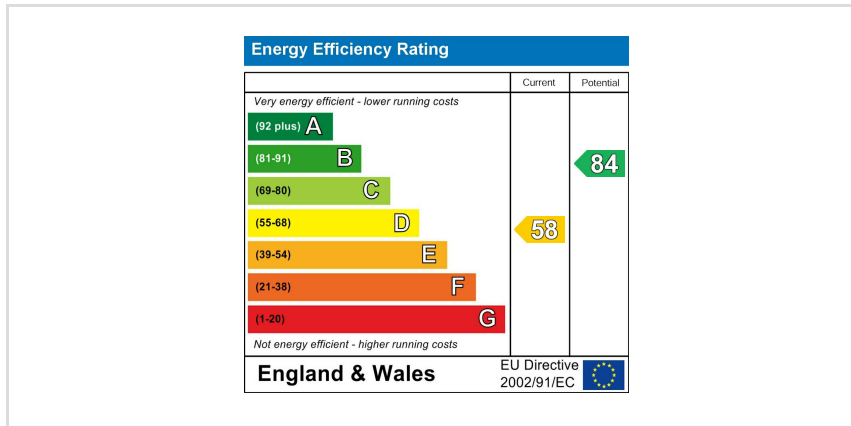 Energy Efficiency Rating
Current Potential
Very energy efficient - lower running costs
(92 plus) A
(81-91) B
84
(69-80) C
(55-68) D
58
(39-54) E
(21-38) F
(1-20) G
Not energy efficient - higher running costs
England & Wales
EU Directive
2002/91/EC